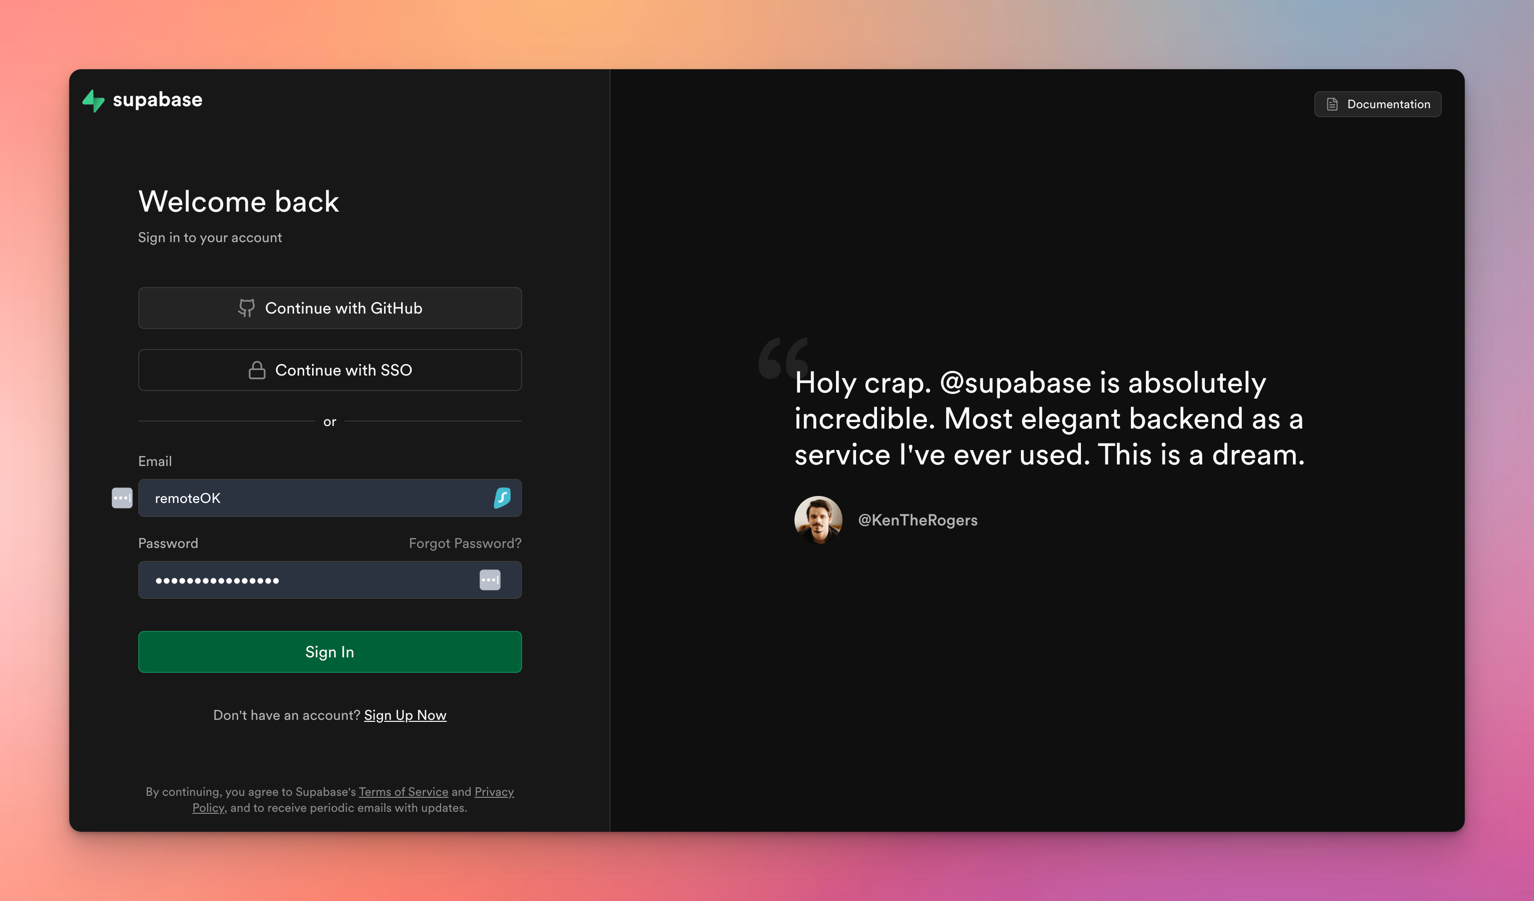 supabase
Documentation
Welcome back
Sign in to your account
Continue with GitHub
Continue with SSO
or
Email
remoteOK
Password
Forgot Password?
••••••••••••••••
Sign In
Don't have an account? Sign Up Now
By continuing, you agree to Supabase's Terms of Service and Privacy
Policy, and to receive periodic emails with updates.
“
Holy crap. @supabase is absolutely
incredible. Most elegant backend as a
service I've ever used. This is a dream.
@KenTheRogers